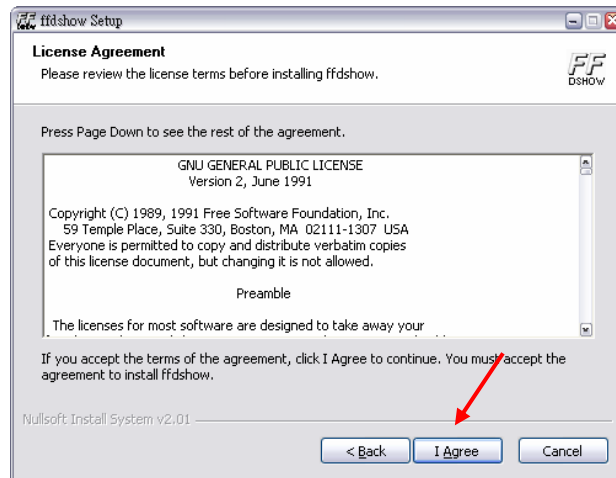 ffdshow Setup
License Agreement
Please review the license terms before installing ffdshow.
FF
DSHOW
Press Page Down to see the rest of the agreement.
GNU GENERAL PUBLIC LICENSE
Version 2, June 1991
Copyright (C) 1989, 1991 Free Software Foundation, Inc.
59 Temple Place, Suite 330, Boston, MA 02111-1307 USA
Everyone is permitted to copy and distribute verbatim copies
of this license document, but changing it is not allowed.
Preamble
The licenses for most software are designed to take away your
If you accept the terms of the agreement, click I Agree to continue. You must accept the
agreement to install ffdshow.
Nullsoft Install System v2.01
< Back
I Agree
Cancel